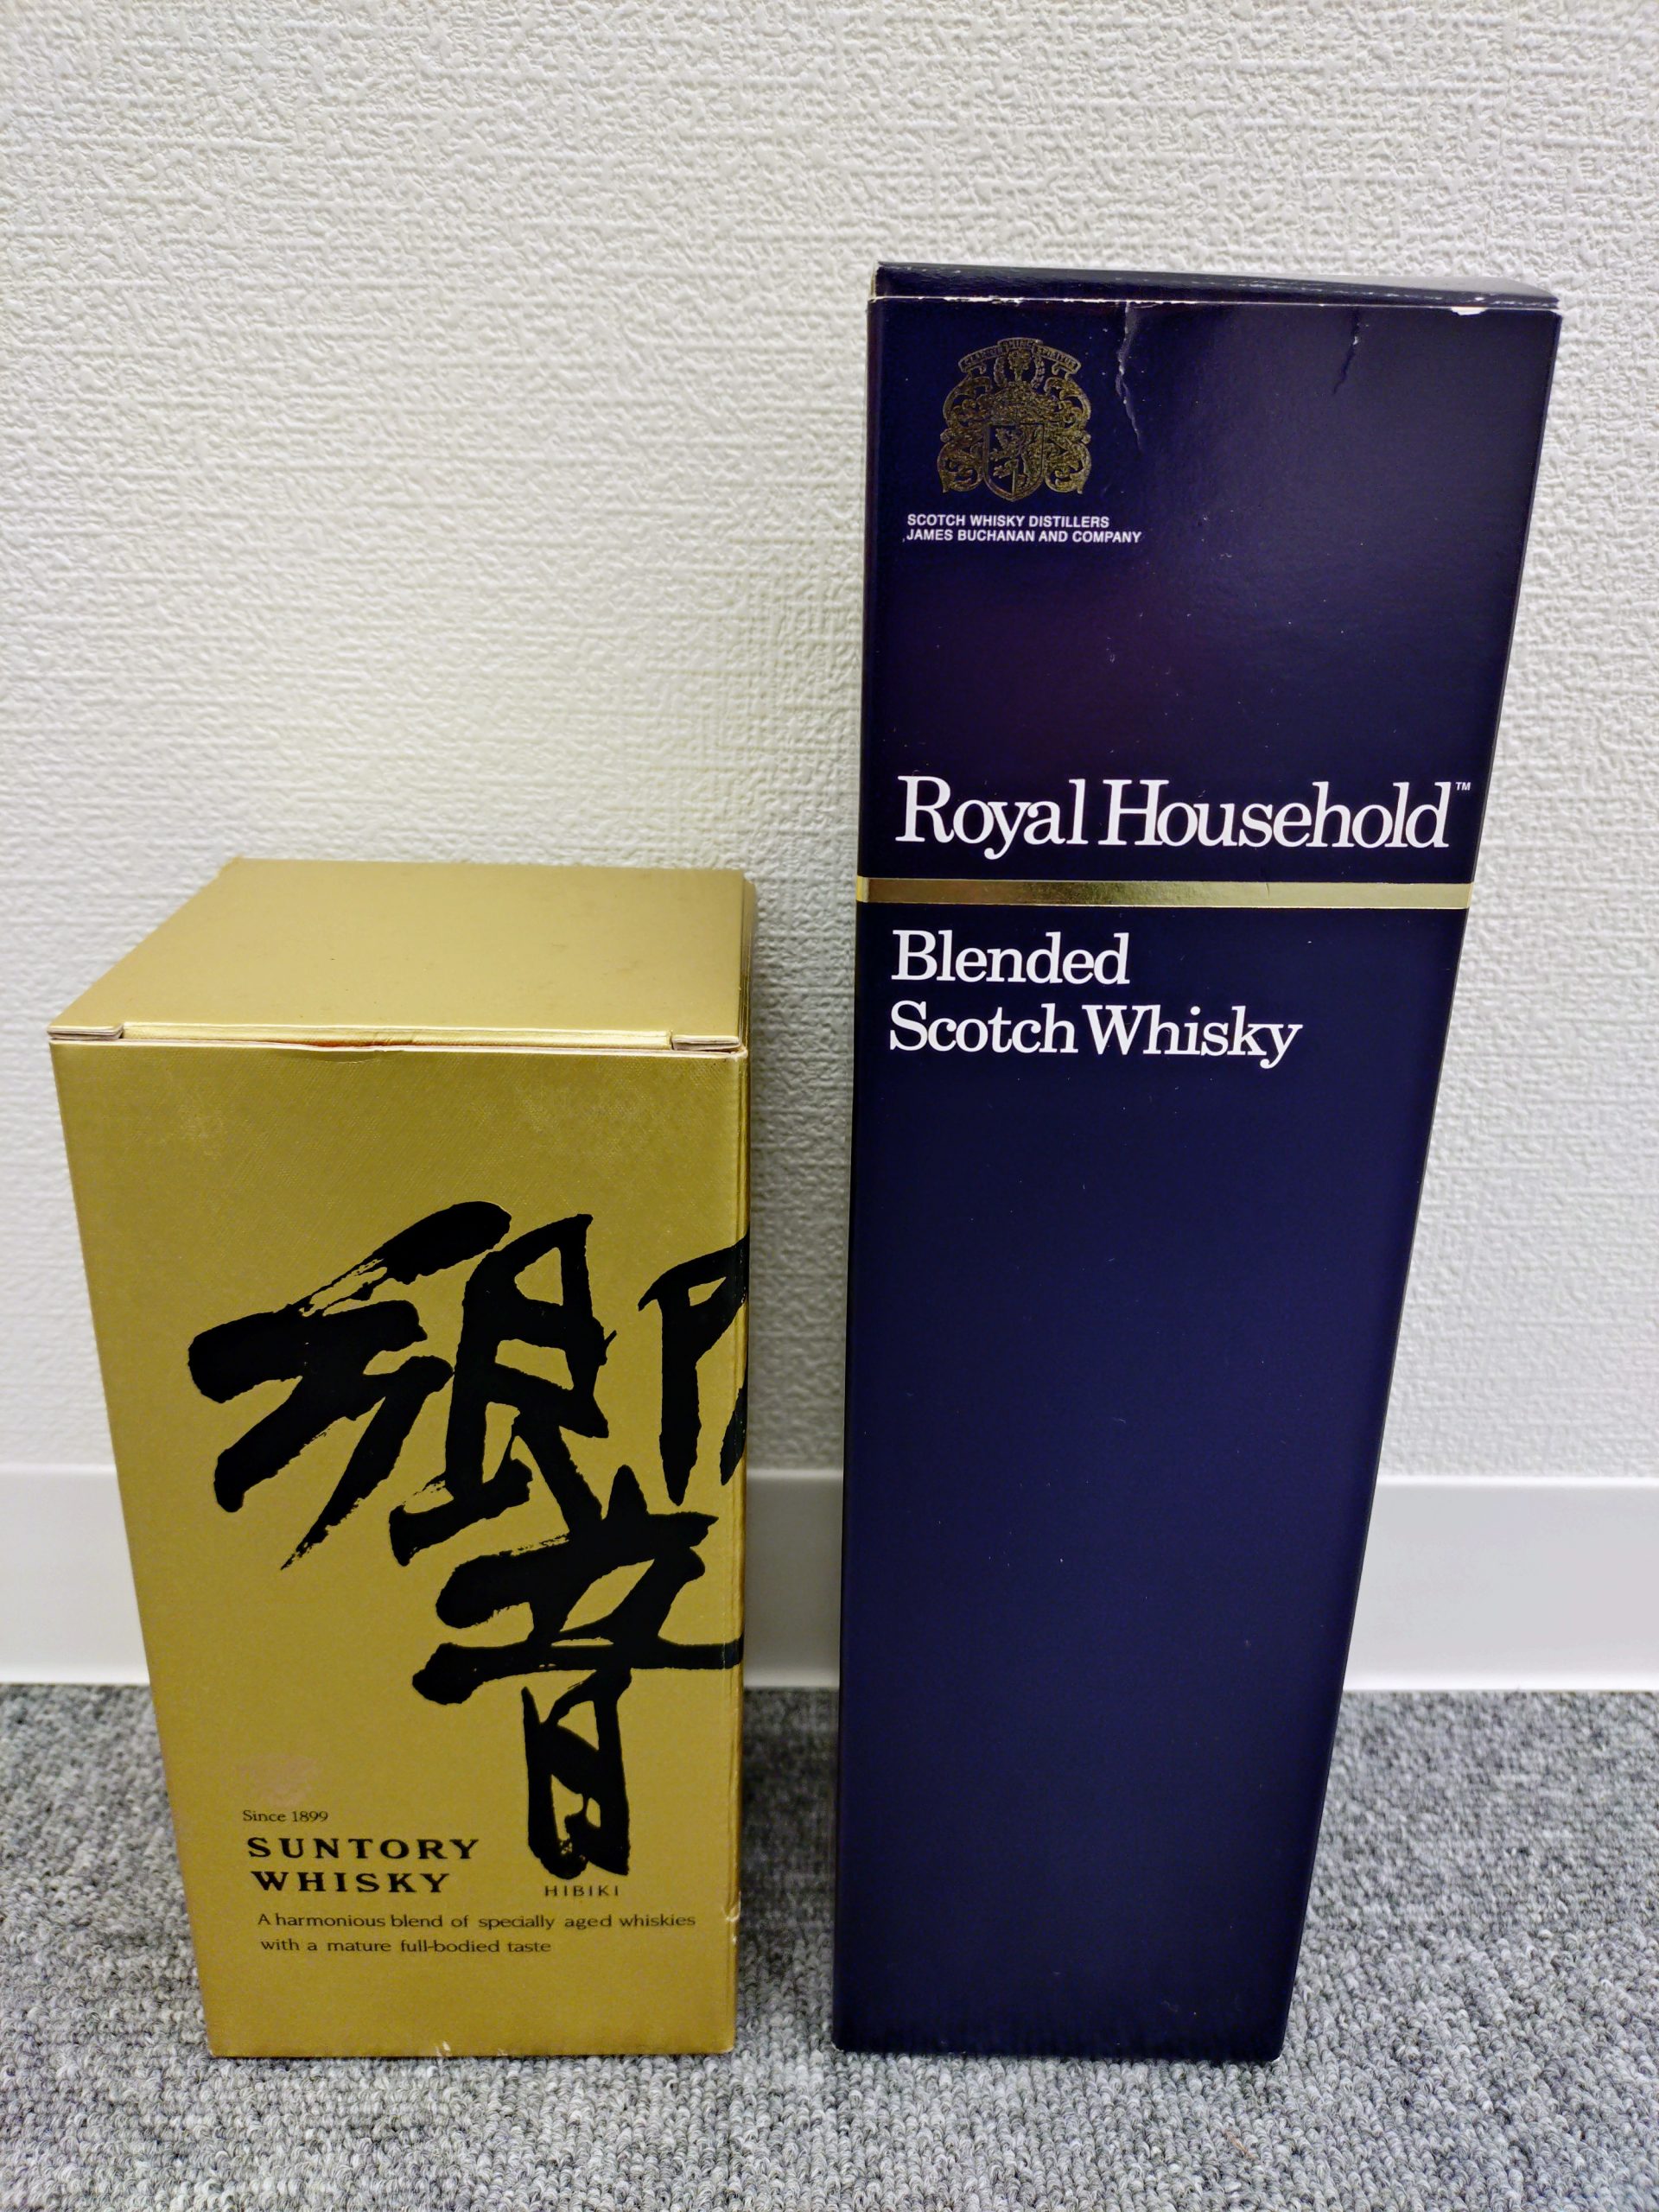 響
Since 1899
SUNTORY
WHISKY
HIBIKI
A harmonious blend of specially aged whiskies
with a mature full-bodied taste
SCOTCH WHISKY DISTILLERS
JAMES BUCHANAN AND COMPANY
Royal Household™
Blended
Scotch Whisky